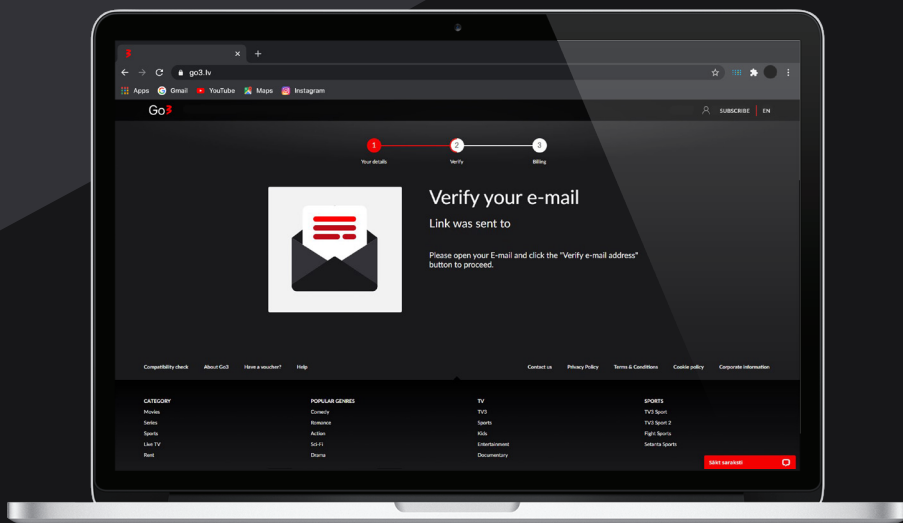 go3.lv
Apps Gmail YouTube Maps Instagram
Go3
SUBSCRIBE EN
1 2 3
Your details Verify Billing
Verify your e-mail
Link was sent to
Please open your E-mail and click the "Verify e-mail address"
button to proceed.
Compatibility check About Go3 Have a voucher? Help Contact us Privacy Policy Terms & Conditions Cookie policy Corporate information
CATEGORY POPULAR GENRES TV SPORTS
Movies Comedy TV3 TV3 Sport
Series Romance Sports TV3 Sport 2
Sports Action Kids Fight Sports
Live TV Sci-Fi Entertainment Setanta Sports
Rent Drama Documentary
Sākt saraksti